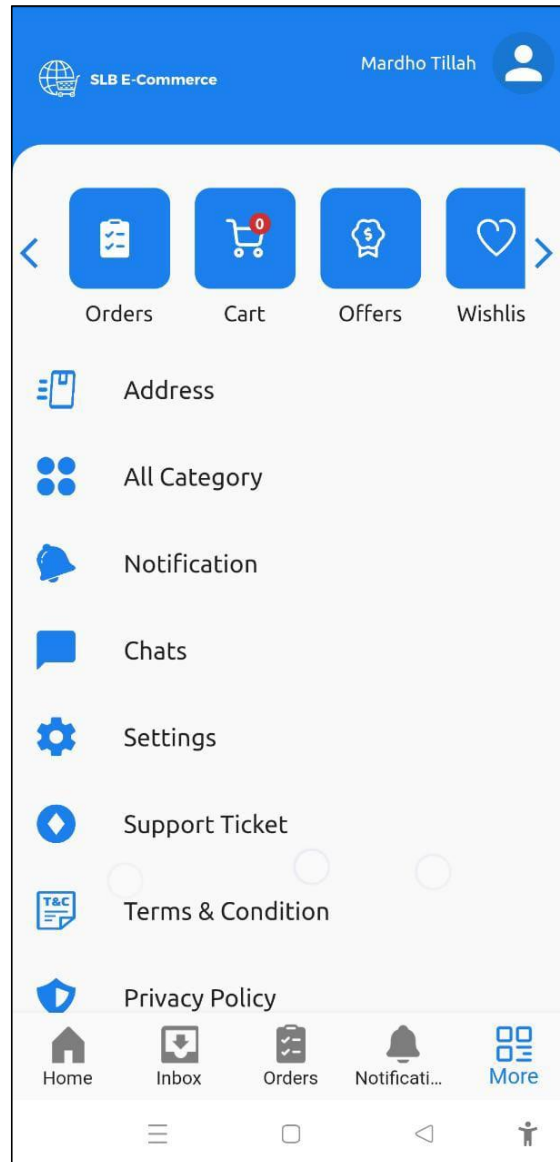 SLB E-Commerce
Mardho Tillah
0
Orders
Cart
Offers
Wishlis
Address
All Category
Notification
Chats
Settings
Support Ticket
T&C
Terms & Condition
Privacy Policy
Home
Inbox
Orders
Notificati...
More